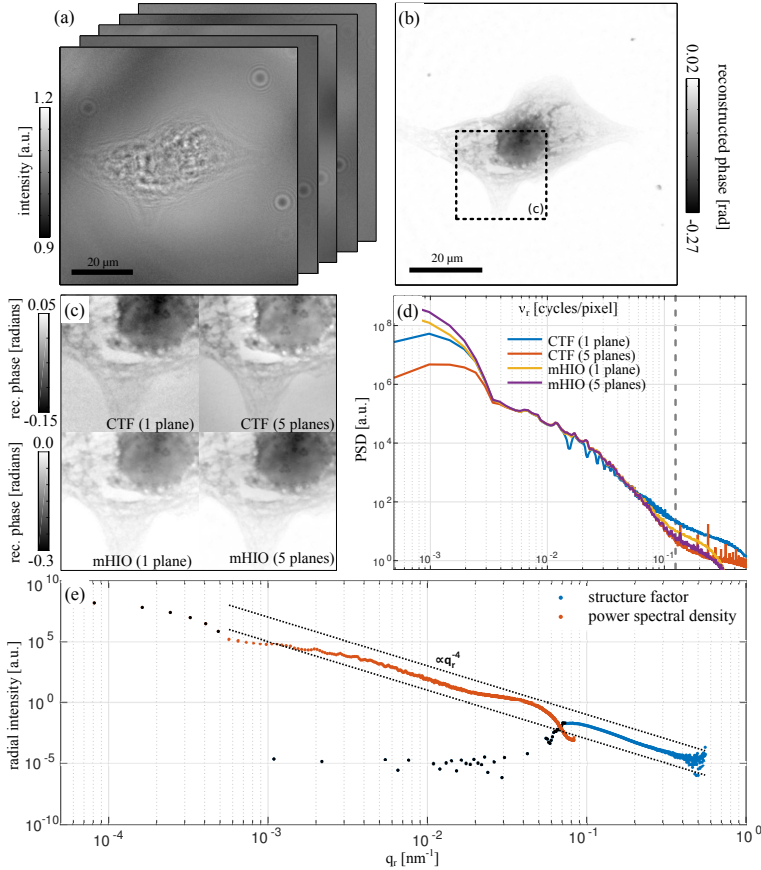 (a)
1.2
intensity [a.u.]
0.9
20 μm
(b)
(c)
20 μm
0.02
reconstructed phase [rad]
-0.27
(c)
0.05
rec. phase [radians]
-0.15
CTF (1 plane)
CTF (5 planes)
0.0
rec. phase [radians]
-0.3
mHIO (1 plane)
mHIO (5 planes)
(d)
νr [cycles/pixel]
CTF (1 plane)
CTF (5 planes)
mHIO (1 plane)
mHIO (5 planes)
PSD [a.u.]
10^8
10^6
10^4
10^2
10^0
10^-3
10^-2
10^-1
(e)
structure factor
power spectral density
∝qr^-4
radial intensity [a.u.]
10^10
10^5
10^0
10^-5
10^-10
10^-4
10^-3
10^-2
10^-1
10^0
qr [nm^-1]